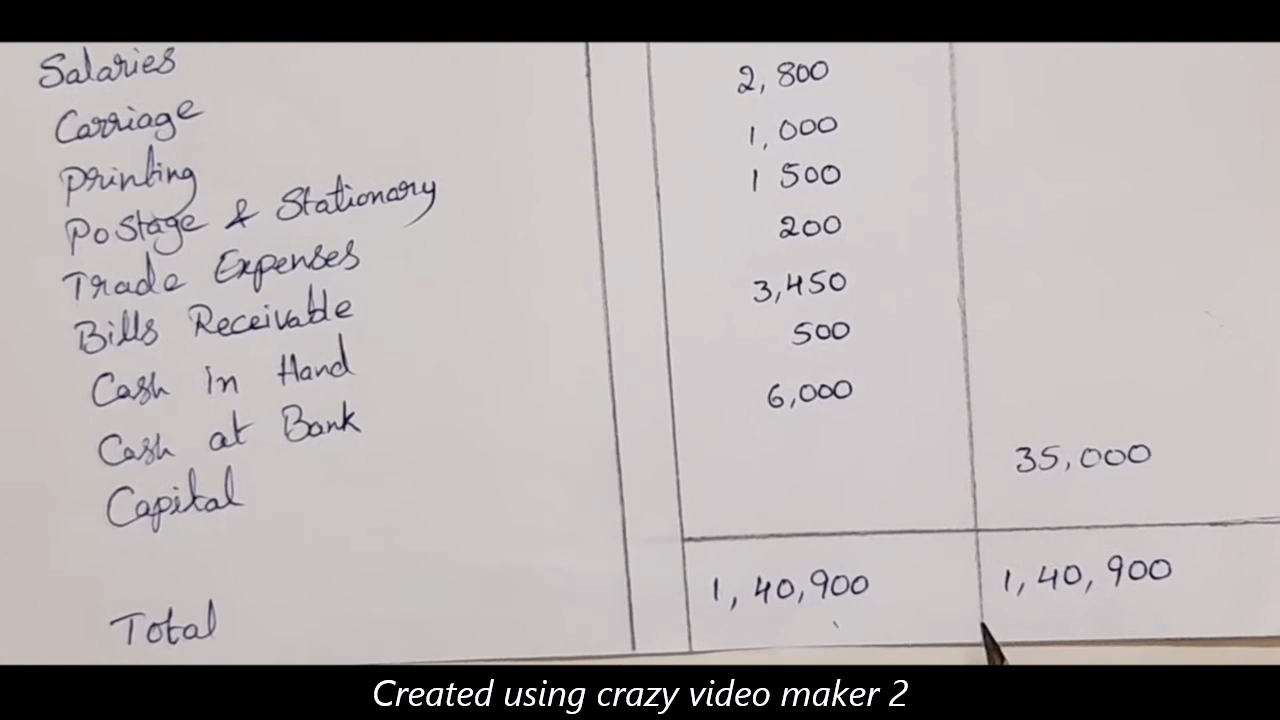 Salaries
Carriage 2,800
Printing 1,000
Postage & Stationary 1 500
Trade Expenses 200
Bills Receivable 3,450
Cash in Hand 500
Cash at Bank 6,000
Capital 35,000
Total 1,40,900 1,40,900
Created using crazy video maker 2